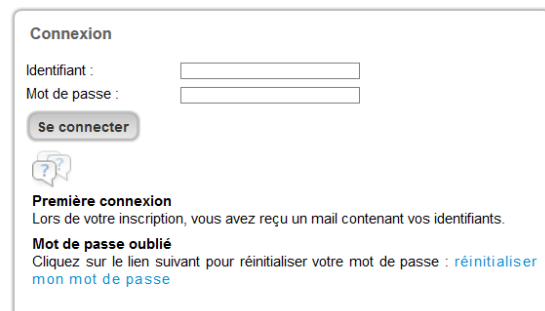 Connexion
Identifiant :
Mot de passe :
Se connecter
? ?
Première connexion
Lors de votre inscription, vous avez reçu un mail contenant vos identifiants.
Mot de passe oublié
Cliquez sur le lien suivant pour réinitialiser votre mot de passe : réinitialiser
mon mot de passe